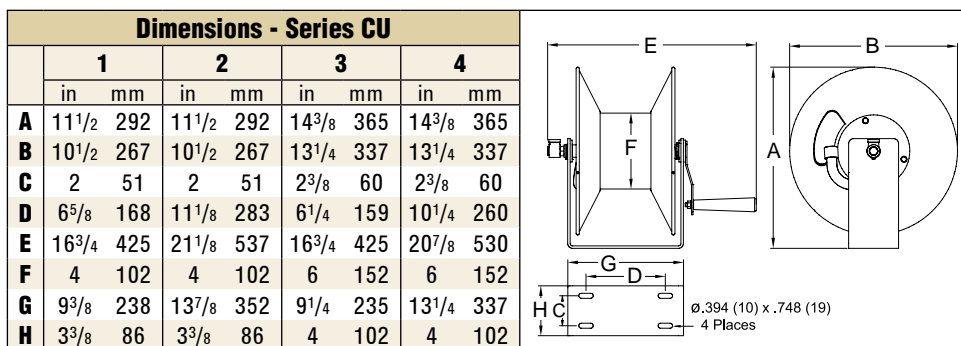 Dimensions - Series CU
1 2 3 4
in mm in mm in mm in mm
A 11 1/2 292 11 1/2 292 14 3/8 365 14 3/8 365
B 10 1/2 267 10 1/2 267 13 1/4 337 13 1/4 337
C 2 51 2 51 2 3/8 60 2 3/8 60
D 6 5/8 168 11 1/8 283 6 1/4 159 10 1/4 260
E 16 3/4 425 21 1/8 537 16 3/4 425 20 7/8 530
F 4 102 4 102 6 152 6 152
G 9 3/8 238 13 7/8 352 9 1/4 235 13 1/4 337
H 3 3/8 86 3 3/8 86 4 102 4 102
E
B
F
A
G
D
H C
Ø.394 (10) x .748 (19)
4 Places